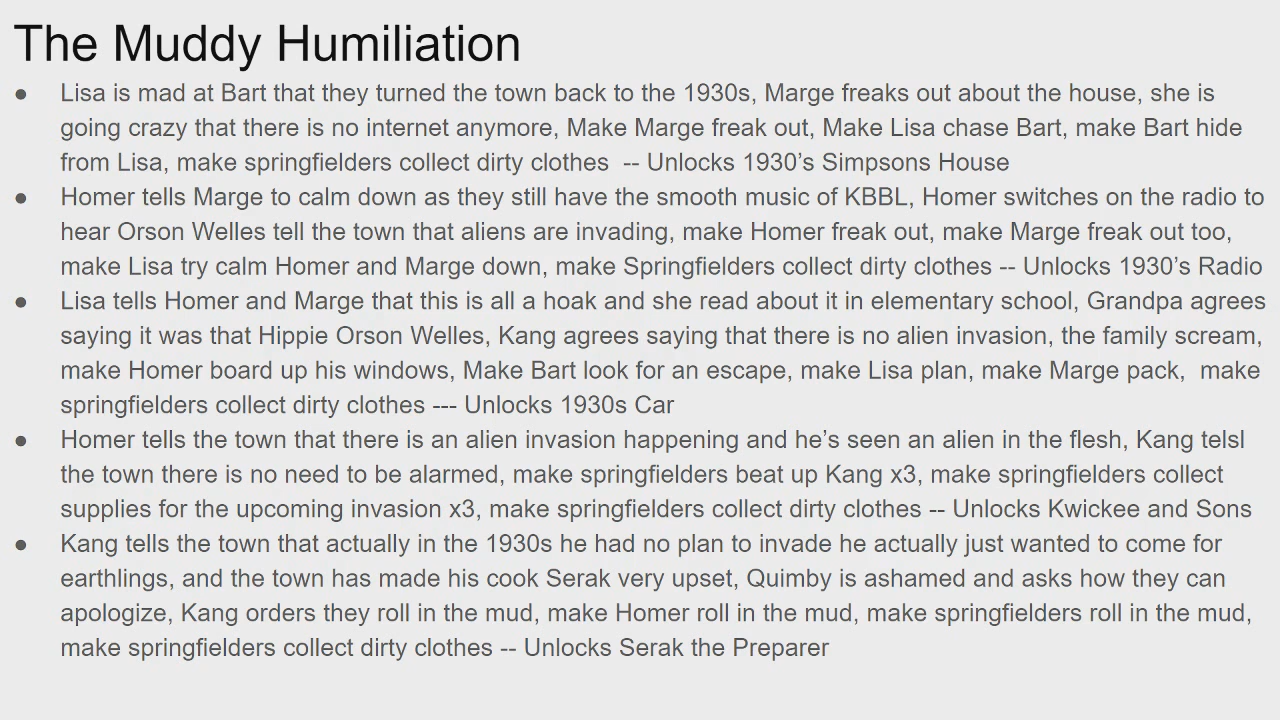 The Muddy Humiliation
● Lisa is mad at Bart that they turned the town back to the 1930s, Marge freaks out about the house, she is
going crazy that there is no internet anymore, Make Marge freak out, Make Lisa chase Bart, make Bart hide
from Lisa, make springfielders collect dirty clothes  -- Unlocks 1930’s Simpsons House
● Homer tells Marge to calm down as they still have the smooth music of KBBL, Homer switches on the radio to
hear Orson Welles tell the town that aliens are invading, make Homer freak out, make Marge freak out too,
make Lisa try calm Homer and Marge down, make Springfielders collect dirty clothes -- Unlocks 1930’s Radio
● Lisa tells Homer and Marge that this is all a hoak and she read about it in elementary school, Grandpa agrees
saying it was that Hippie Orson Welles, Kang agrees saying that there is no alien invasion, the family scream,
make Homer board up his windows, Make Bart look for an escape, make Lisa plan, make Marge pack,  make
springfielders collect dirty clothes --- Unlocks 1930s Car
● Homer tells the town that there is an alien invasion happening and he’s seen an alien in the flesh, Kang telsl
the town there is no need to be alarmed, make springfielders beat up Kang x3, make springfielders collect
supplies for the upcoming invasion x3, make springfielders collect dirty clothes -- Unlocks Kwickee and Sons
● Kang tells the town that actually in the 1930s he had no plan to invade he actually just wanted to come for
earthlings, and the town has made his cook Serak very upset, Quimby is ashamed and asks how they can
apologize, Kang orders they roll in the mud, make Homer roll in the mud, make springfielders roll in the mud,
make springfielders collect dirty clothes -- Unlocks Serak the Preparer